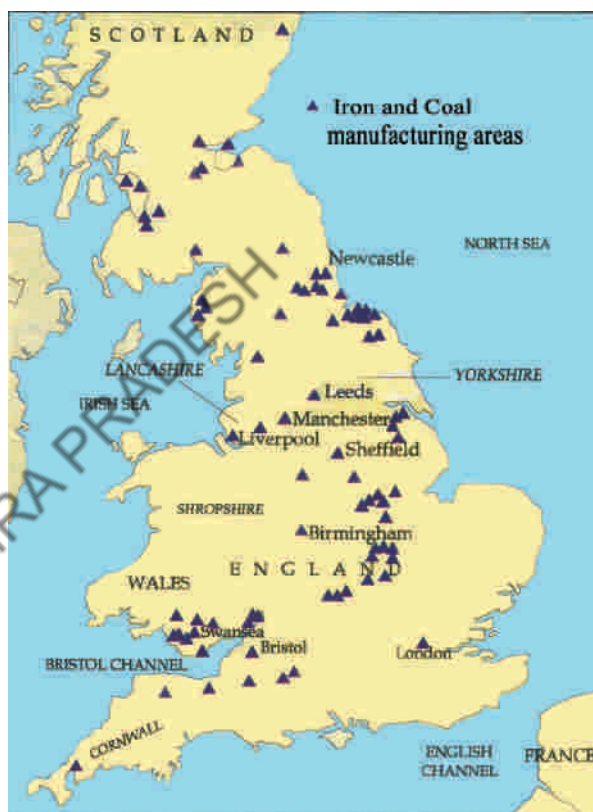 SCOTLAND
Iron and Coal
manufacturing areas
NORTH SEA
Newcastle
LANCASHIRE
YORKSHIRE
IRISH SEA
Leeds
Manchester
Liverpool
Sheffield
SHROPSHIRE
Birmingham
ENGLAND
WALES
Swansea
Bristol
London
BRISTOL CHANNEL
CORNWALL
ENGLISH
CHANNEL
FRANCE
RA PRADESH